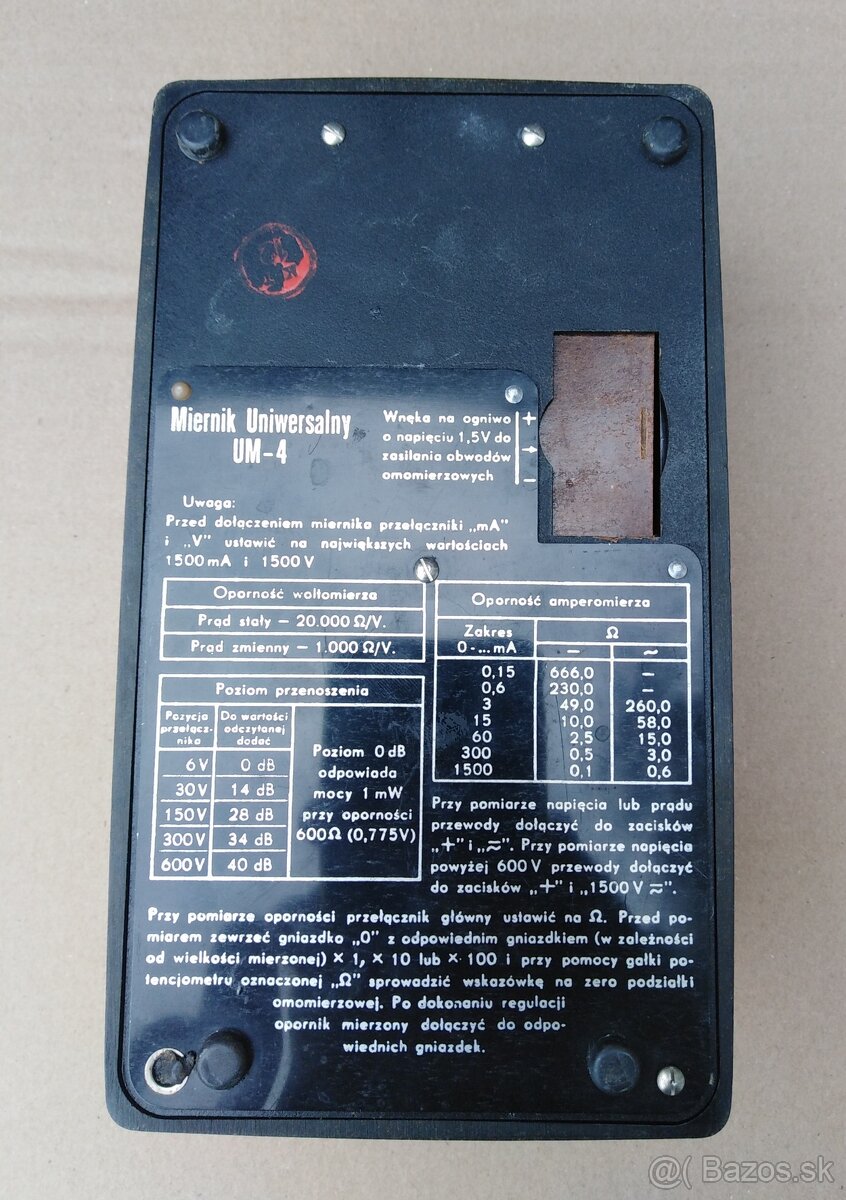 Miernik Uniwersalny
UM-4
Wnęka na ogniwo
o napięciu 1,5V do
zasilania obwodów
omomierzowych
+
→
−
Uwaga:
Przed dołączeniem miernika przełączniki „mA"
i „V" ustawić na największych wartościach
1500 mA i 1500 V
Oporność woltomierza
Prąd stały – 20.000 Ω/V.
Prąd zmienny – 1.000 Ω/V.
Poziom przenoszenia
Pozycja przełącz-nika Do wartości odczytanej dodać
6V 0 dB
30V 14 dB
150V 28 dB
300V 34 dB
600V 40 dB
Poziom 0 dB
odpowiada
mocy 1 mW
przy oporności
600Ω (0,775V)
Oporność amperomierza
Zakres Ω
0-...mA — ~
0,15 666,0 —
0,6 230,0 —
3 49,0 260,0
15 10,0 58,0
60 2,5 15,0
300 0,5 3,0
1500 0,1 0,6
Przy pomiarze napięcia lub prądu
przewody dołączyć do zacisków
„+" i „≂". Przy pomiarze napięcia
powyżej 600 V przewody dołączyć
do zacisków „+" i „1500 V ≂".
Przy pomiarze oporności przełącznik główny ustawić na Ω. Przed po-
miarem zewrzeć gniazdko „0" z odpowiednim gniazdkiem (w zależności
od wielkości mierzonej) × 1, × 10 lub × 100 i przy pomocy gałki po-
tencjometru oznaczonej „Ω" sprowadzić wskazówkę na zero podziałki
omomierzowej. Po dokonaniu regulacji
opornik mierzony dołączyć do odpo-
wiednich gniazdek.
@( Bazos.sk